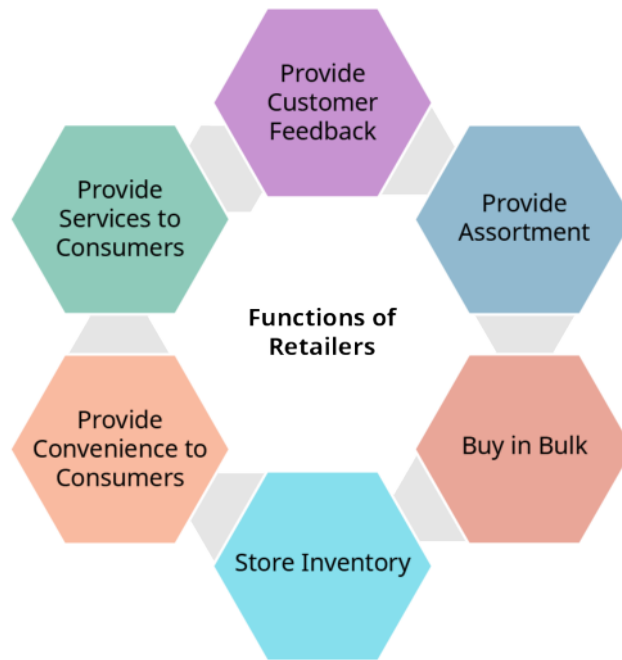 Provide
Customer
Feedback
Provide
Services to
Consumers
Provide
Assortment
Functions of
Retailers
Provide
Convenience to
Consumers
Buy in Bulk
Store Inventory